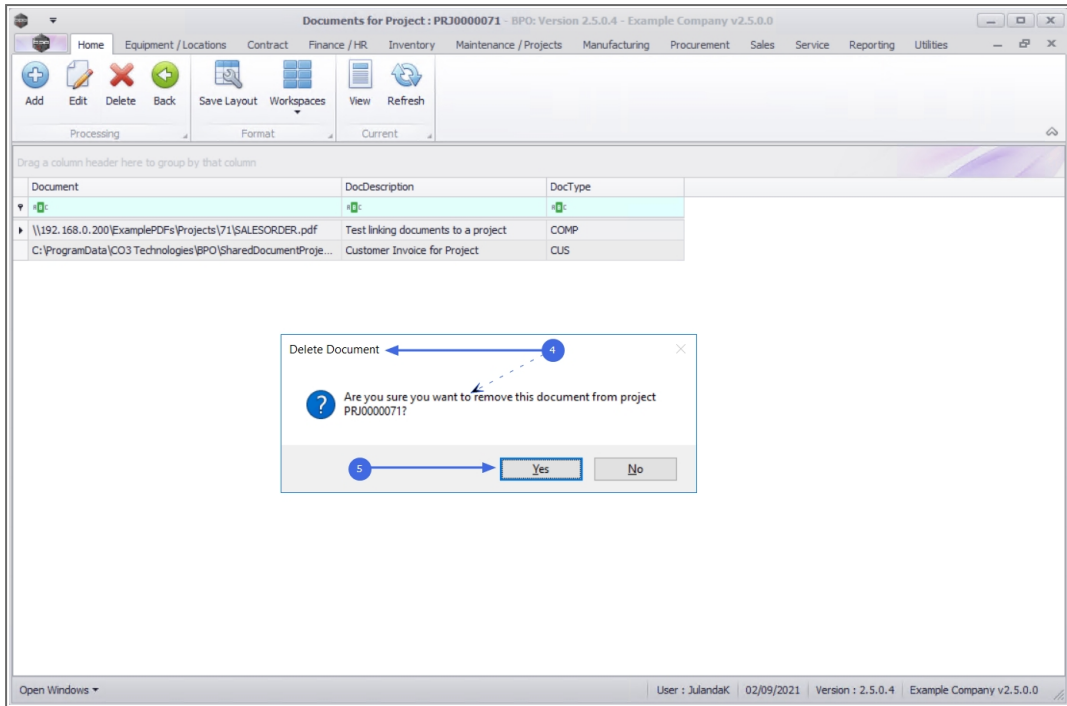 Documents for Project : PRJ0000071 - BPO: Version 2.5.0.4 - Example Company v2.5.0.0
Home Equipment / Locations Contract Finance / HR Inventory Maintenance / Projects Manufacturing Procurement Sales Service Reporting Utilities
Add Edit Delete Back Save Layout Workspaces View Refresh
Processing Format Current
Drag a column header here to group by that column
Document DocDescription DocType
\\192.168.0.200\ExamplePDFs\Projects\71\SALESORDER.pdf Test linking documents to a project COMP
C:\ProgramData\CO3 Technologies\BPO\SharedDocumentProje... Customer Invoice for Project CUS
Delete Document 4
Are you sure you want to remove this document from project
PRJ0000071?
5 Yes No
Open Windows User : JulandaK 02/09/2021 Version : 2.5.0.4 Example Company v2.5.0.0